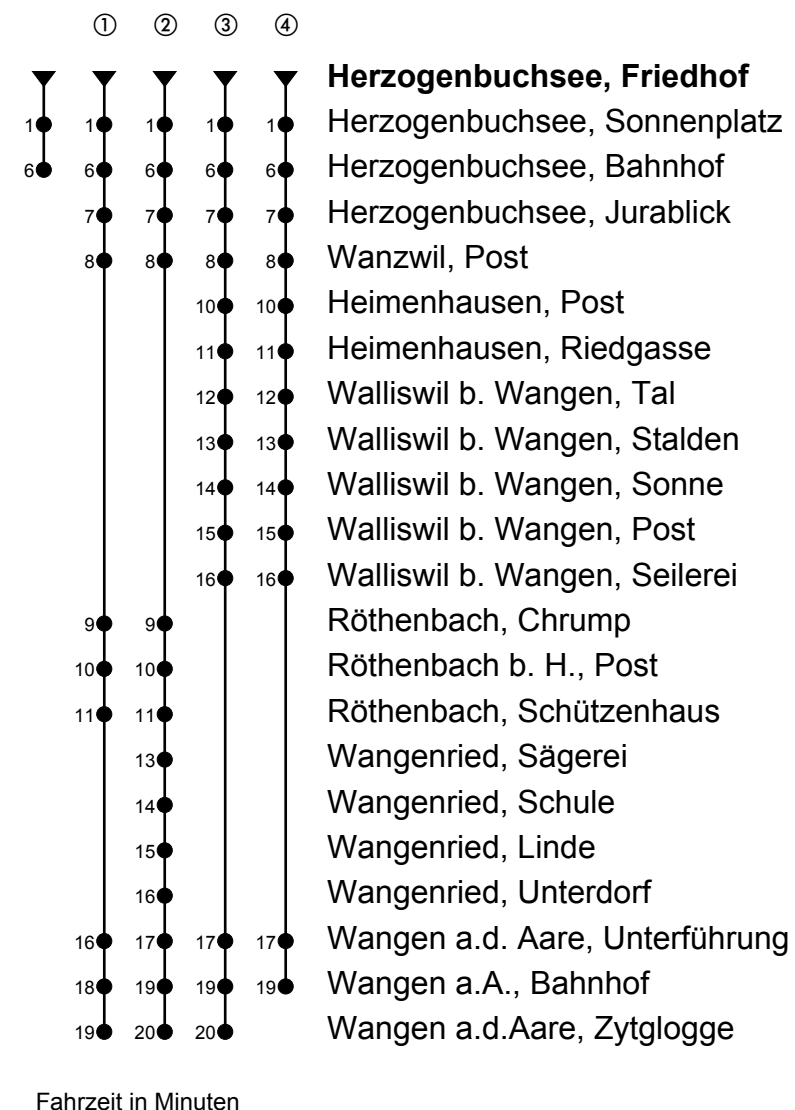 ① ② ③ ④
Herzogenbuchsee, Friedhof
1 1 1 1 1 Herzogenbuchsee, Sonnenplatz
6 6 6 6 6 Herzogenbuchsee, Bahnhof
7 7 7 7 Herzogenbuchsee, Jurablick
8 8 8 8 Wanzwil, Post
10 10 Heimenhausen, Post
11 11 Heimenhausen, Riedgasse
12 12 Walliswil b. Wangen, Tal
13 13 Walliswil b. Wangen, Stalden
14 14 Walliswil b. Wangen, Sonne
15 15 Walliswil b. Wangen, Post
16 16 Walliswil b. Wangen, Seilerei
9 9 Röthenbach, Chrump
10 10 Röthenbach b. H., Post
11 11 Röthenbach, Schützenhaus
13 Wangenried, Sägerei
14 Wangenried, Schule
15 Wangenried, Linde
16 Wangenried, Unterdorf
16 17 17 17 Wangen a.d. Aare, Unterführung
18 19 19 19 Wangen a.A., Bahnhof
19 20 20 Wangen a.d.Aare, Zytglogge
Fahrzeit in Minuten